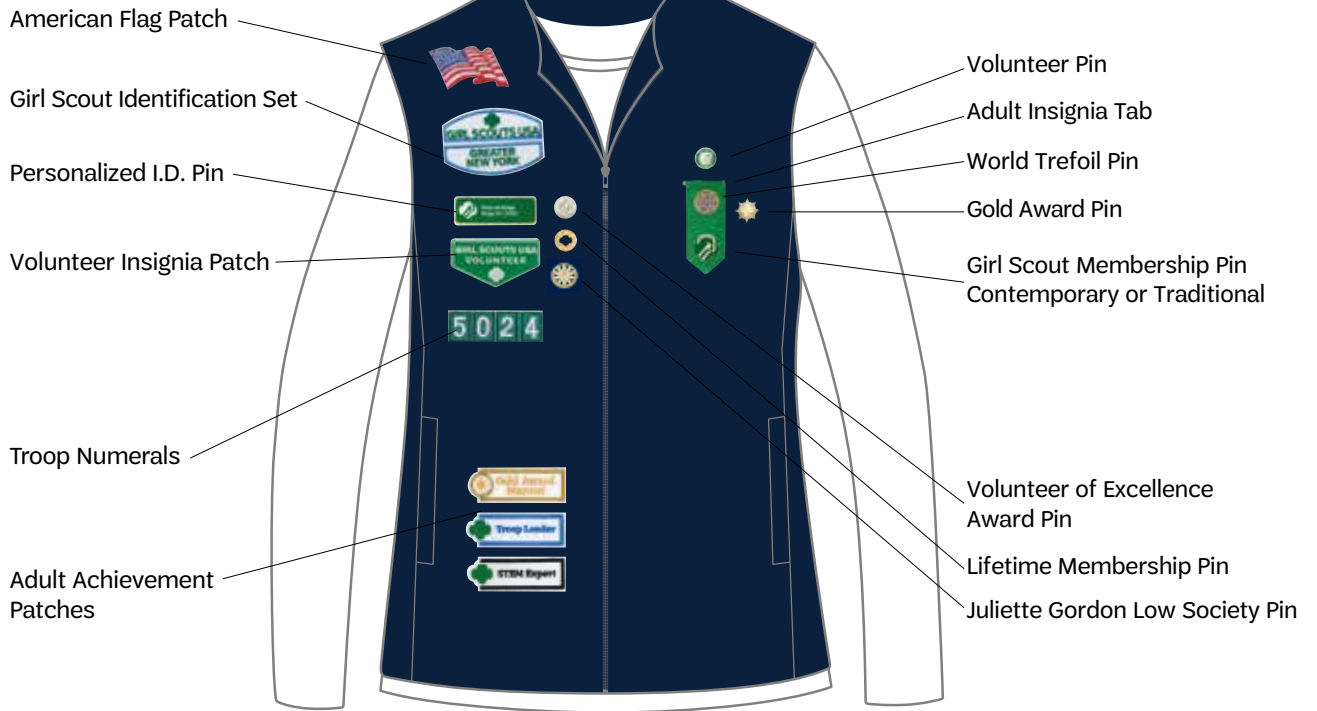 American Flag Patch
Girl Scout Identification Set
Personalized I.D. Pin
Volunteer Insignia Patch
Troop Numerals
Adult Achievement
Patches
GIRL SCOUTS USA
GREATER
NEW YORK
GIRL SCOUTS USA
VOLUNTEER
5024
Gold Award
Mentor
Troop Leader
STEM Expert
Volunteer Pin
Adult Insignia Tab
World Trefoil Pin
Gold Award Pin
Girl Scout Membership Pin
Contemporary or Traditional
Volunteer of Excellence
Award Pin
Lifetime Membership Pin
Juliette Gordon Low Society Pin